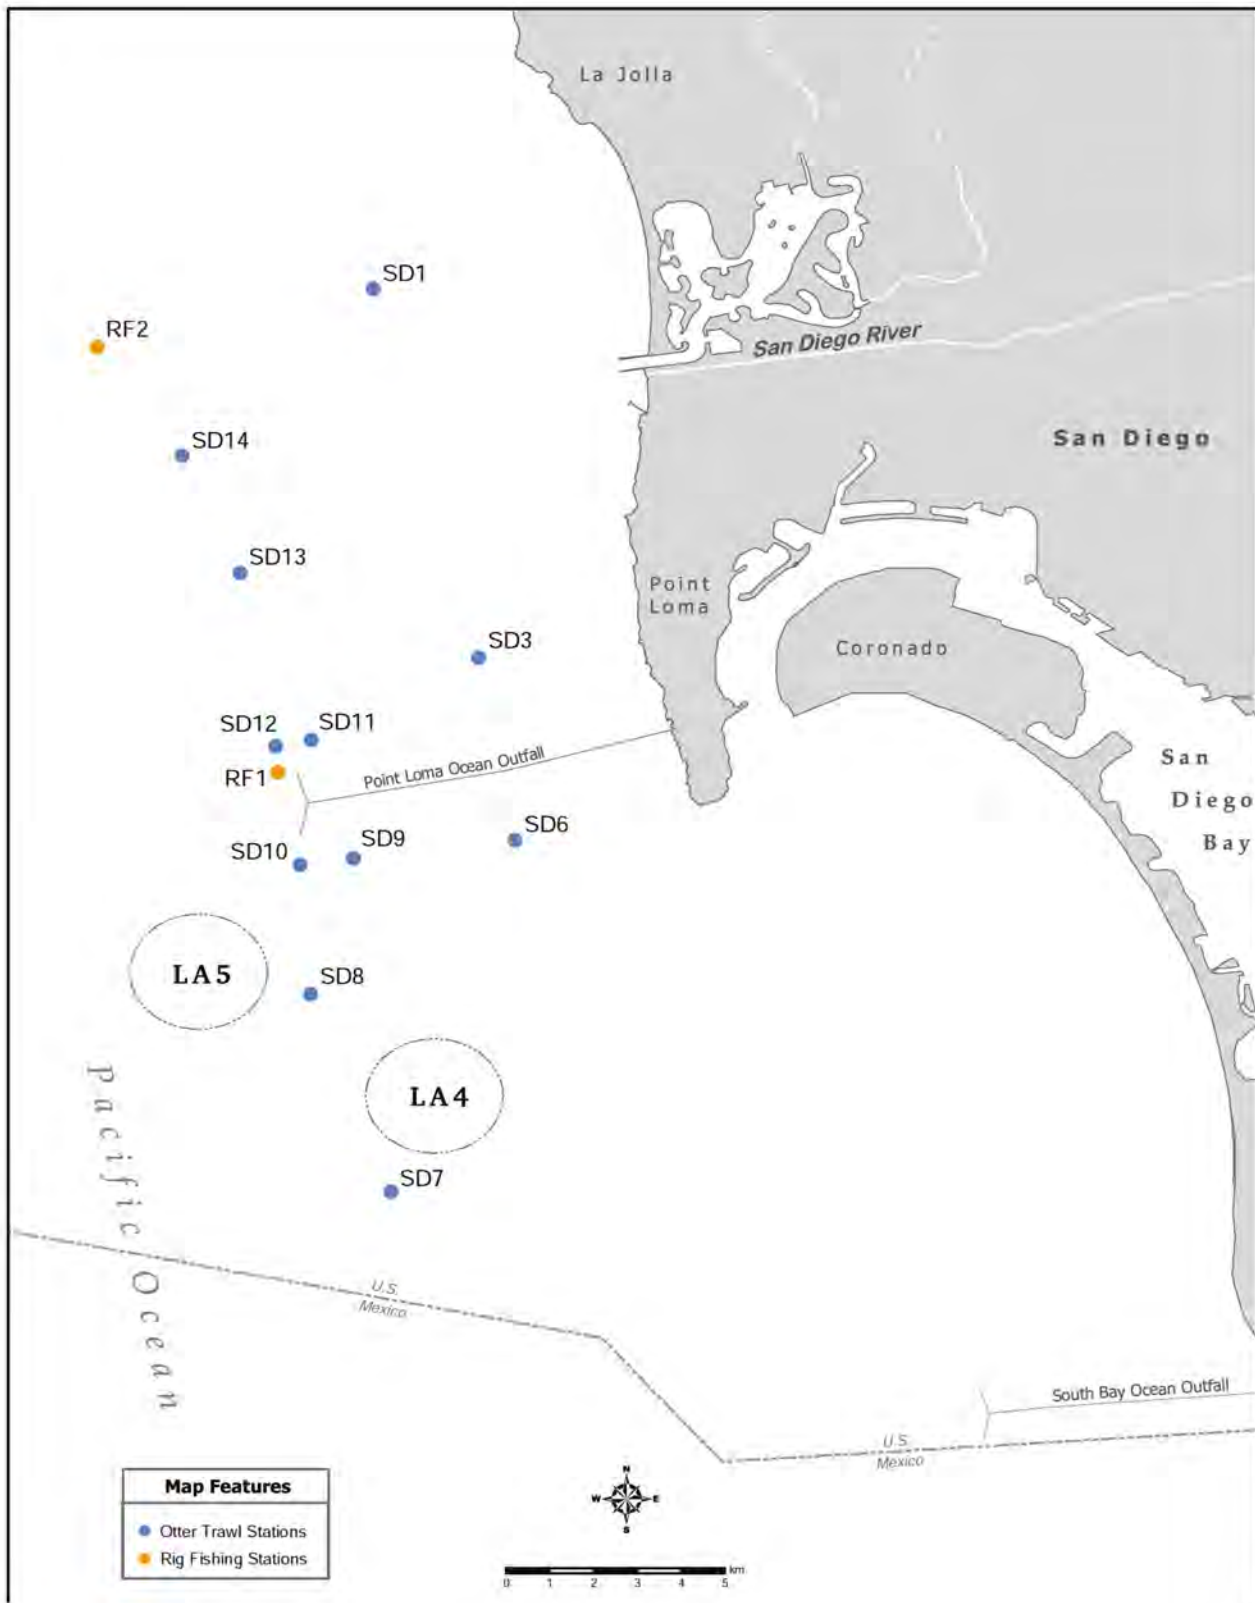 La Jolla
SD1
RF2
San Diego River
SD14
San Diego
SD13
Point
Loma
SD3
Coronado
SD12
SD11
RF1
Point Loma Ocean Outfall
San
Diego
Bay
SD6
SD9
SD10
LA5
SD8
LA4
Pacific Ocean
SD7
U.S.
Mexico
South Bay Ocean Outfall
U.S.
Mexico
Map Features
Otter Trawl Stations
Rig Fishing Stations
N
W E
S
km
0 1 2 3 4 5